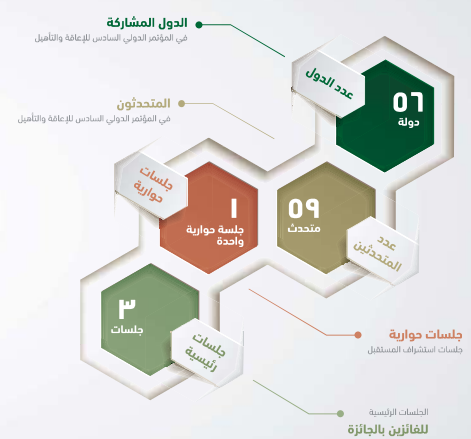 الدول المشاركة
في المؤتمر الدولي السادس للإعاقة والتأهيل
عدد الدول
٥٦
دولة
المتحدثون
في المؤتمر الدولي السادس للإعاقة والتأهيل
جلسات
حوارية
١
جلسة حوارية
واحدة
٥٩
متحدث
عدد
المتحدثين
٣
جلسات
جلسات
رئيسية
جلسات حوارية
جلسات استشراف المستقبل
الجلسات الرئيسية
للفائزين بالجائزة